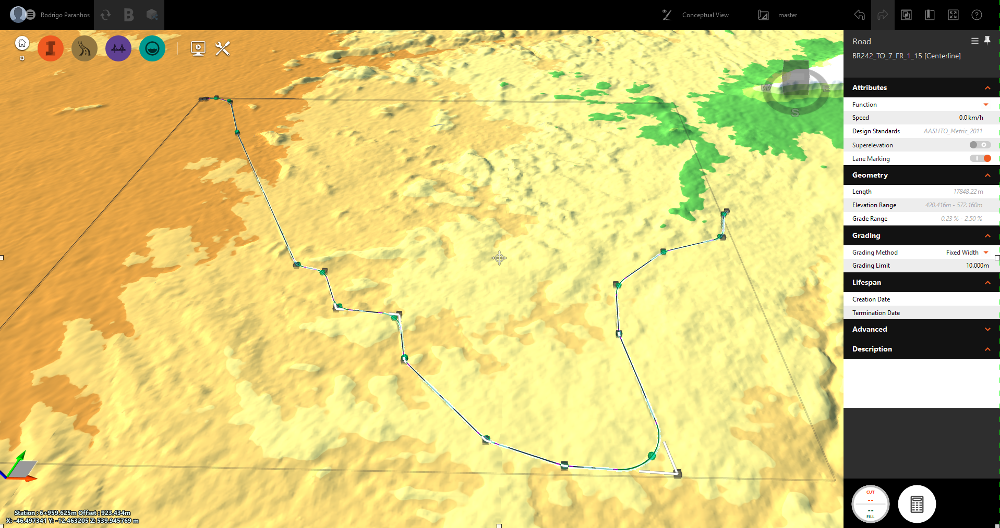 Rodrigo Paranhos
B
Conceptual View
master
Road
BR242_TO_7_FR_1_15 [Centerline]
Attributes
Function
Speed 0.0 km/h
Design Standards AASHTO_Metric_2011
Superelevation
Lane Marking
Geometry
Length 17848.22 m
Elevation Range 420.416m - 572.160m
Grade Range 0.23 % - 2.50 %
Grading
Grading Method Fixed Width
Grading Limit 10.000m
Lifespan
Creation Date
Termination Date
Advanced
Description
CUT
--
--
FILL
W
E
S
Station : 6+959.625m Offset : 923.434m
X: -46.497341 Y: -12.463205 Z: 539.945769 m